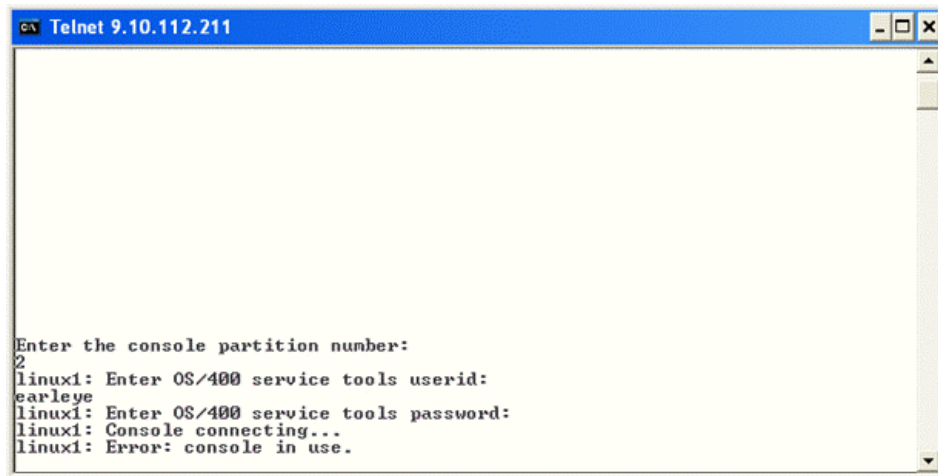 Telnet 9.10.112.211
Enter the console partition number:
2
linux1: Enter OS/400 service tools userid:
earleye
linux1: Enter OS/400 service tools password:
linux1: Console connecting...
linux1: Error: console in use.